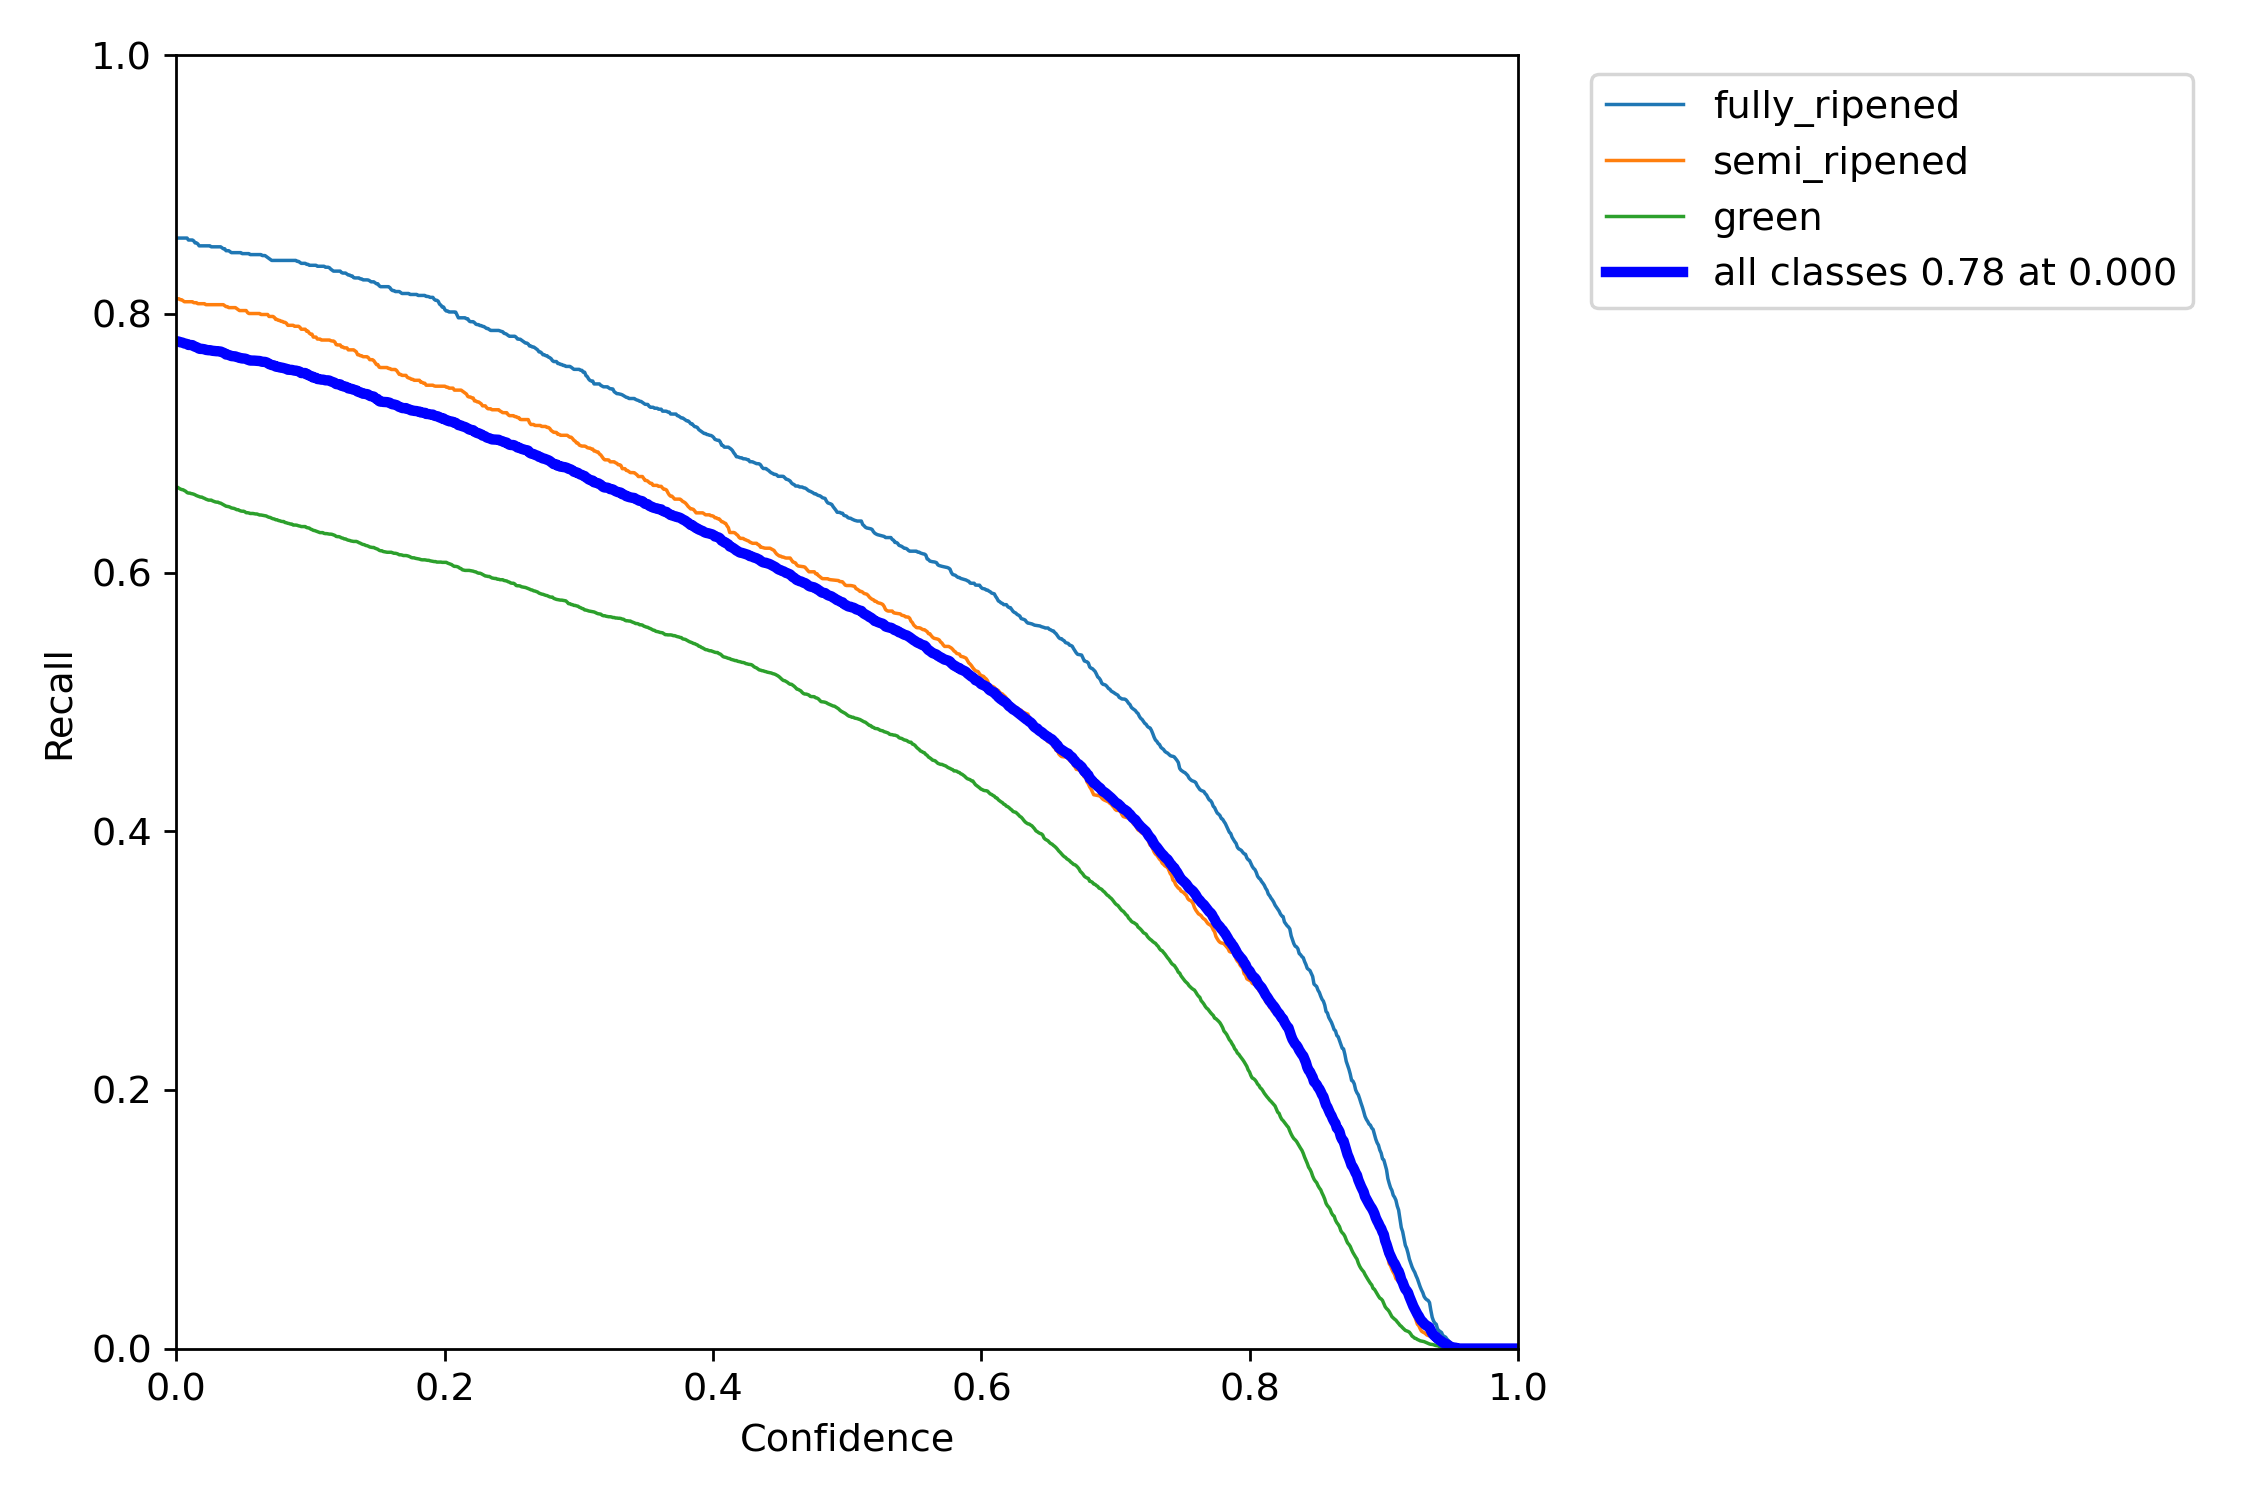 1.0
0.8
0.6
0.4
0.2
0.0
Recall
0.0 0.2 0.4 0.6 0.8 1.0
Confidence
fully_ripened
semi_ripened
green
all classes 0.78 at 0.000